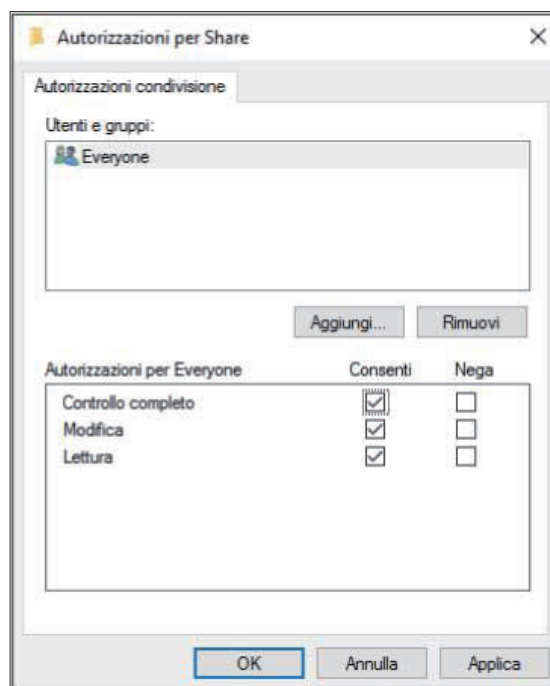 Autorizzazioni per Share
Autorizzazioni condivisione
Utenti e gruppi:
Everyone
Aggiungi...
Rimuovi
Autorizzazioni per Everyone Consenti Nega
Controllo completo
Modifica
Lettura
OK Annulla Applica